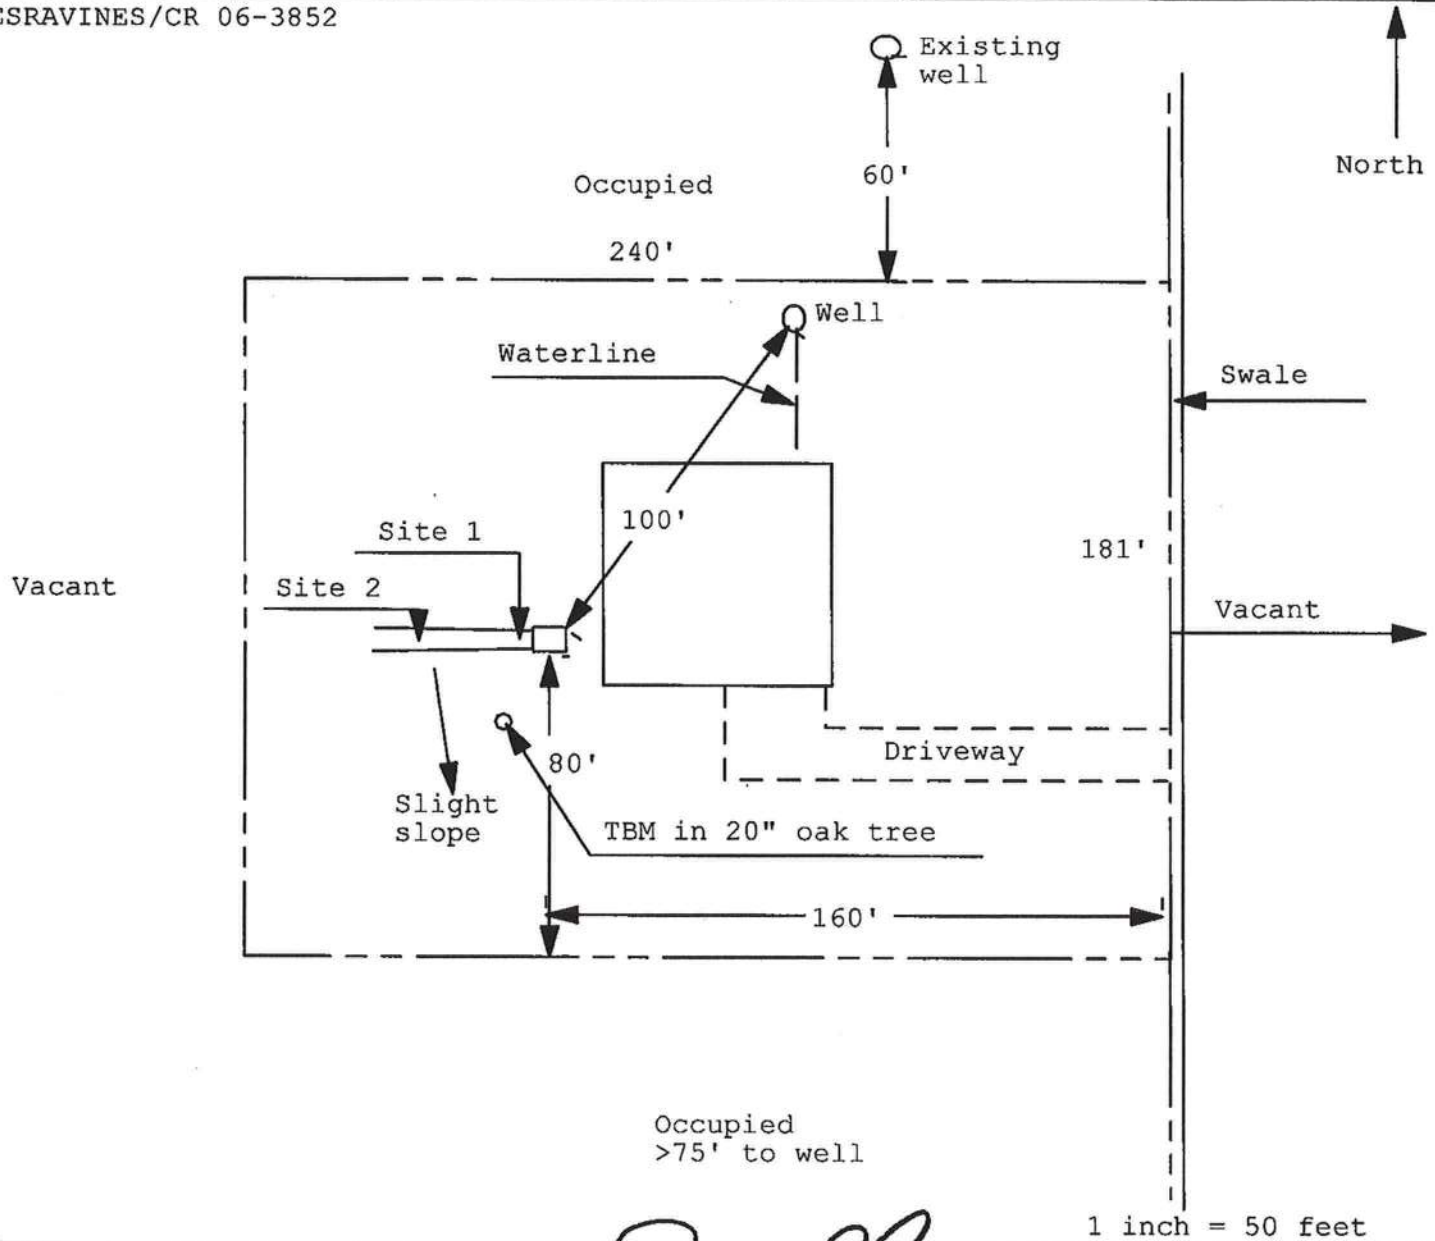 CSRAVINES/CR 06-3852
Existing
well
North
60'
Occupied
240'
Well
Waterline
Swale
100'
Site 1
181'
Vacant
Site 2
Vacant
Driveway
80'
Slight
slope
TBM in 20" oak tree
160'
Occupied
>75' to well
1 inch = 50 feet